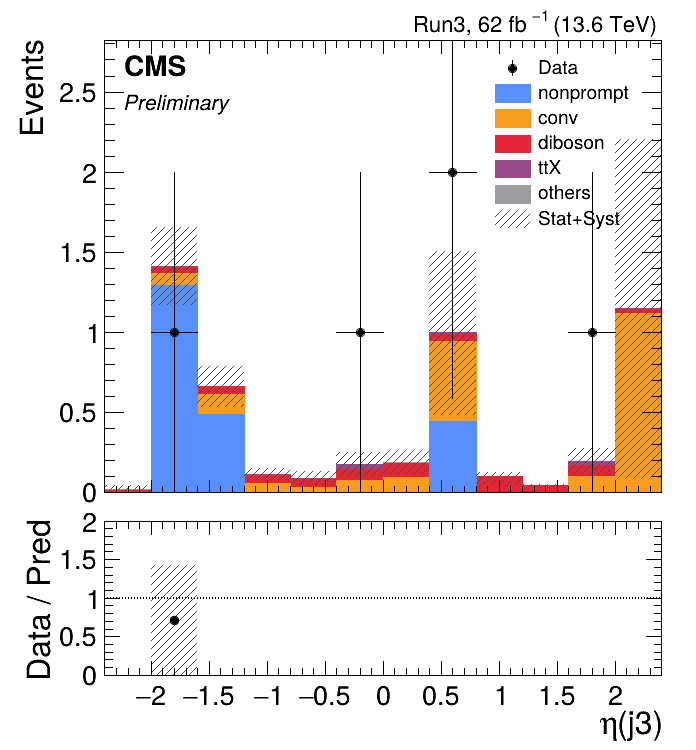 Run3, 62 fb⁻¹ (13.6 TeV)
CMS
Preliminary
Events
Data
nonprompt
conv
diboson
ttX
others
Stat+Syst
2.5
2
1.5
1
0.5
0
Data / Pred
2
1.5
1
0.5
0
−2 −1.5 −1 −0.5 0 0.5 1 1.5 2
η(j3)